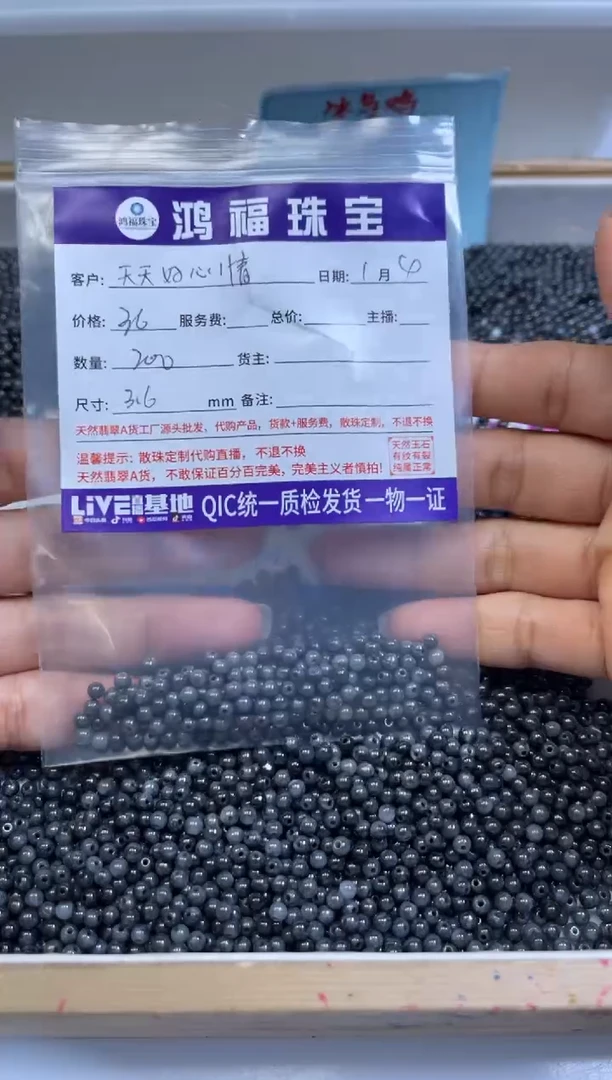 鸿福珠宝
鸿福珠宝
客户: 天天好心情 日期: 1月4
价格: 36 服务费: 总价: 主播:
数量: 200 货主:
尺寸: 3.6 mm 备注:
天然翡翠A货工厂源头批发、代购产品，货款+服务费，散珠定制，不退不换
温馨提示: 散珠定制代购直播，不退不换
天然翡翠A货，不敢保证百分百完美，完美主义者慎拍!
天然玉石
有纹有裂
纯属正常
LiVE直播基地 QIC统一质检发货一物一证